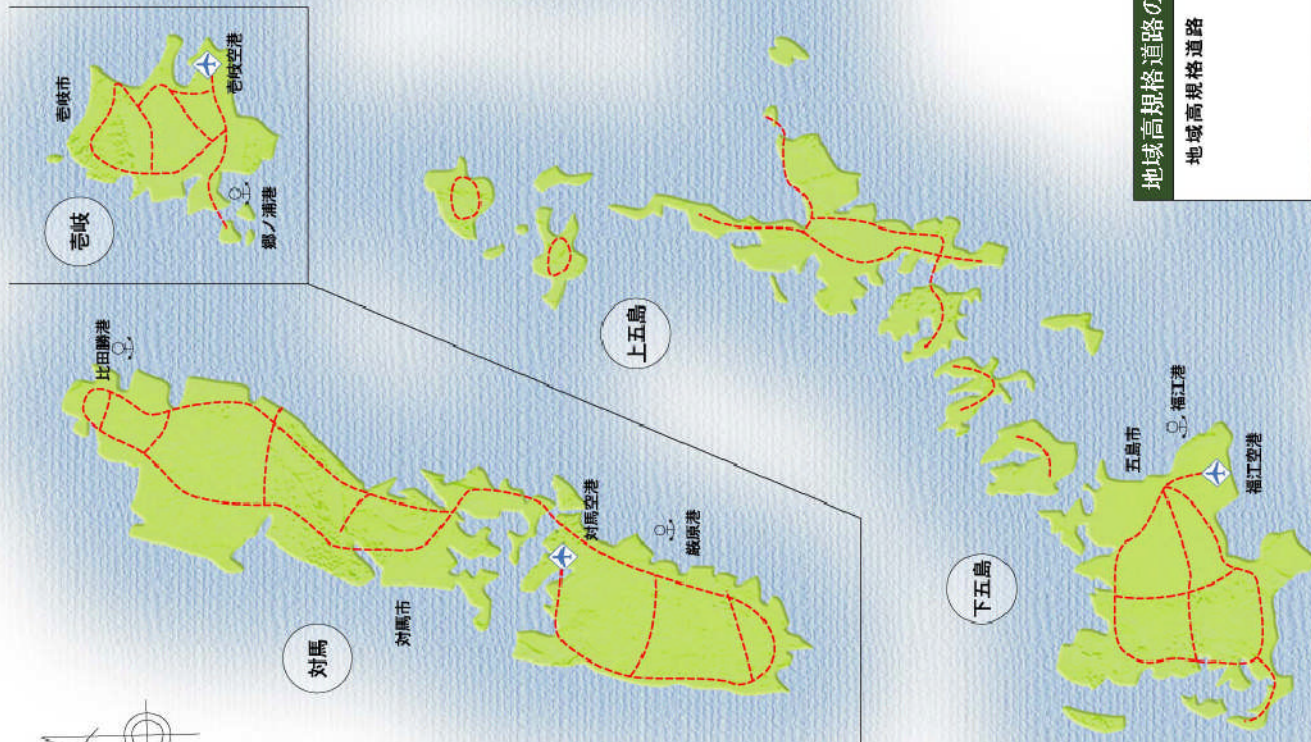 壱岐
壱岐市
壱岐空港
郷ノ浦港
比田勝港
対馬
対馬市
対馬空港
厳原港
上五島
下五島
五島市
福江港
福江空港
地域高規格道路の
地域高規格道路